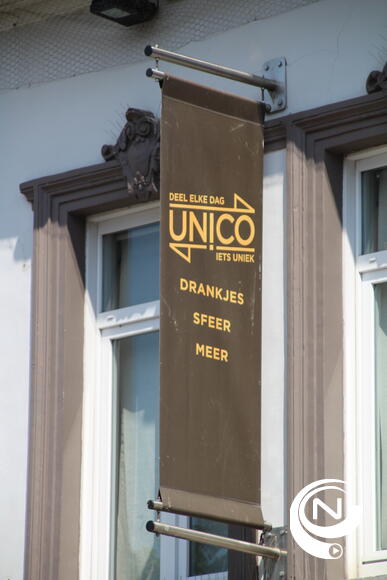 DEEL ELKE DAG
UNICO
IETS UNIEK
DRANKJES
SFEER
MEER
N